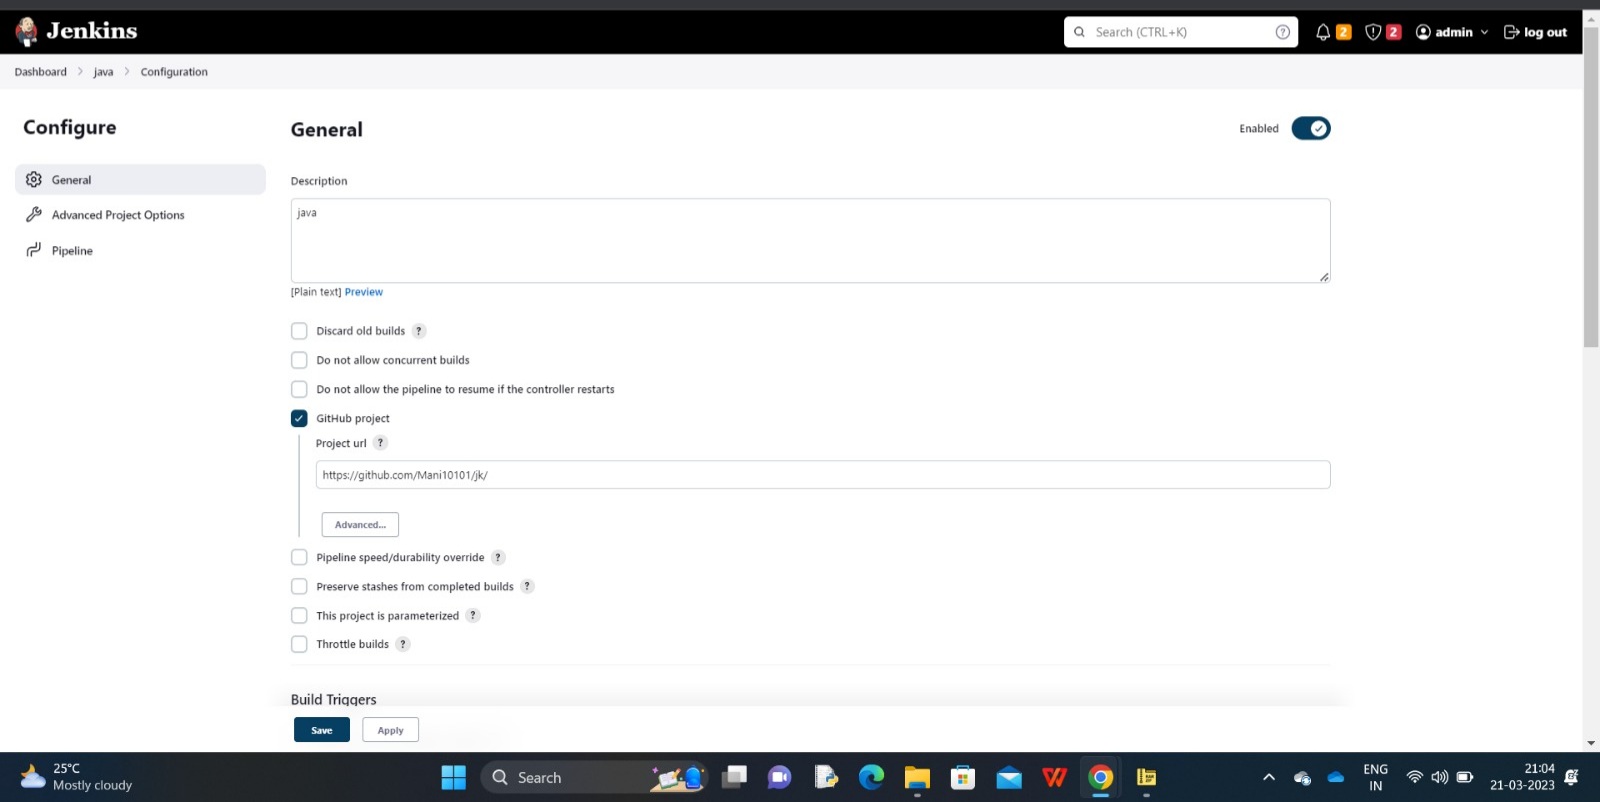 Jenkins
Search (CTRL+K)
?
2
2
admin
log out
Dashboard > java > Configuration
Configure
General
Advanced Project Options
Pipeline
General
Enabled
Description
java
[Plain text] Preview
Discard old builds ?
Do not allow concurrent builds
Do not allow the pipeline to resume if the controller restarts
GitHub project
Project url ?
https://github.com/Mani10101/jk/
Advanced...
Pipeline speed/durability override ?
Preserve stashes from completed builds ?
This project is parameterized ?
Throttle builds ?
Build Triggers
Save
Apply
25°C
Mostly cloudy
Search
ENG
IN
21:04
21-03-2023